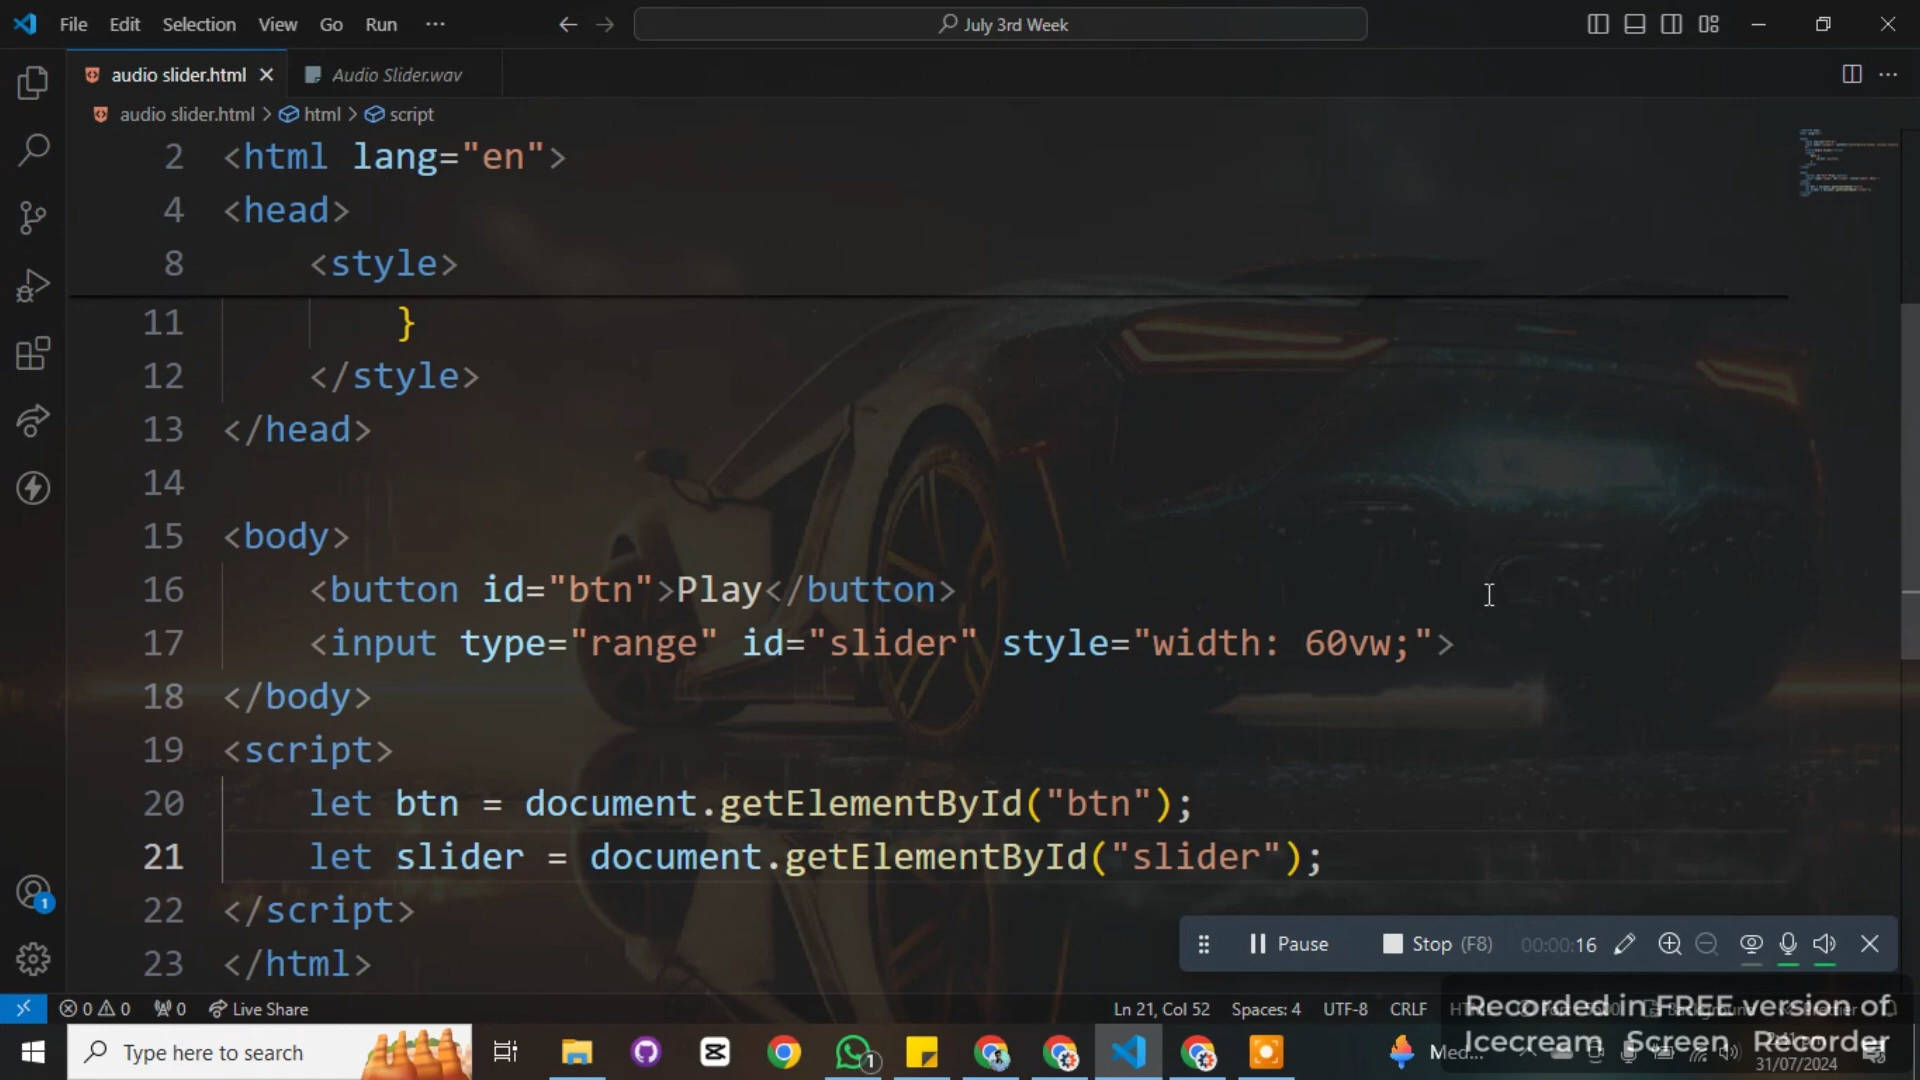 File Edit Selection View Go Run ··· July 3rd Week
audio slider.html Audio Slider.wav
audio slider.html > html > script
2 <html lang="en">
4 <head>
8 <style>
11 }
12 </style>
13 </head>
14
15 <body>
16 <button id="btn">Play</button>
17 <input type="range" id="slider" style="width: 60vw;">
18 </body>
19 <script>
20 let btn = document.getElementById("btn");
21 let slider = document.getElementById("slider");
22 </script>
23 </html>
Pause Stop (F8) 00:00:16
1
0 0 0 Live Share Ln 21, Col 52 Spaces: 4 UTF-8 CRLF
Recorded in FREE version of
Icecream Screen Recorder
Type here to search 1 Med...
31/07/2024